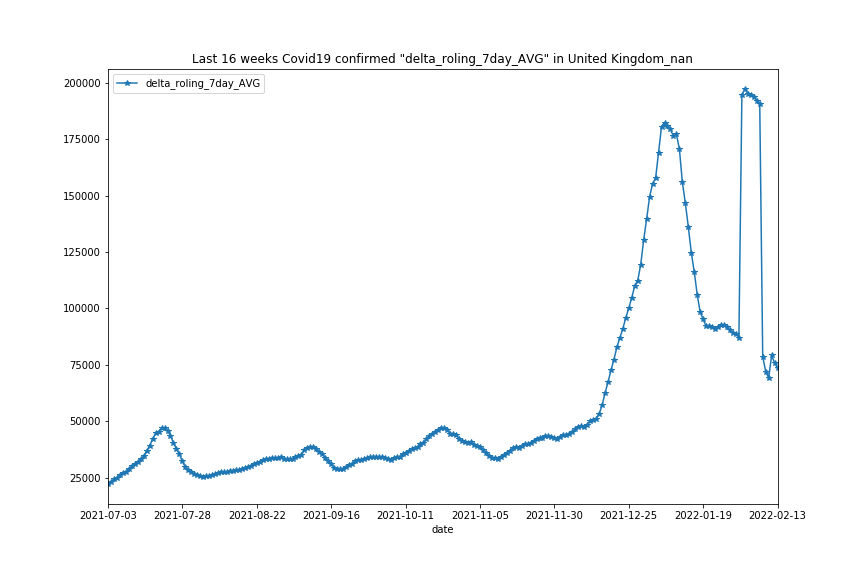 Last 16 weeks Covid19 confirmed "delta_roling_7day_AVG" in United Kingdom_nan
delta_roling_7day_AVG
200000
175000
150000
125000
100000
75000
50000
25000
2021-07-03 2021-07-28 2021-08-22 2021-09-16 2021-10-11 2021-11-05 2021-11-30 2021-12-25 2022-01-19 2022-02-13
date